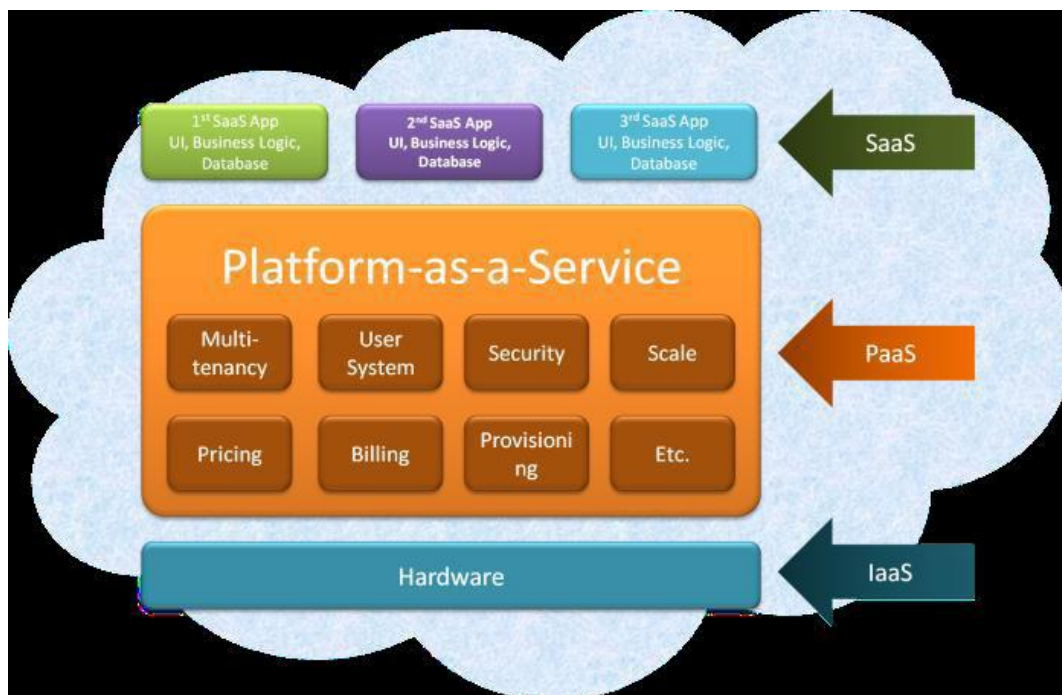 1st SaaS App
UI, Business Logic,
Database
2nd SaaS App
UI, Business Logic,
Database
3rd SaaS App
UI, Business Logic,
Database
SaaS
Platform-as-a-Service
Multi-
tenancy
User
System
Security
Scale
PaaS
Pricing
Billing
Provisioni
ng
Etc.
Hardware
IaaS